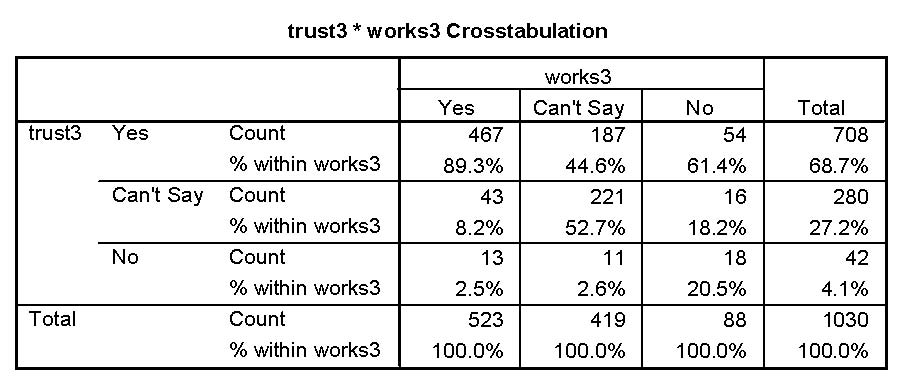 trust3 * works3 Crosstabulation
works3
Yes Can't Say No Total
trust3 Yes Count 467 187 54 708
% within works3 89.3% 44.6% 61.4% 68.7%
Can't Say Count 43 221 16 280
% within works3 8.2% 52.7% 18.2% 27.2%
No Count 13 11 18 42
% within works3 2.5% 2.6% 20.5% 4.1%
Total Count 523 419 88 1030
% within works3 100.0% 100.0% 100.0% 100.0%